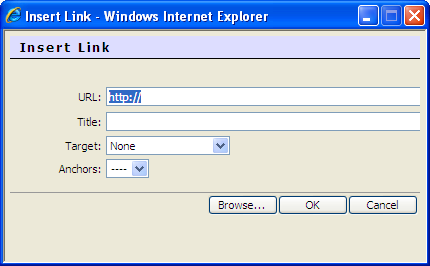 Insert Link - Windows Internet Explorer
Insert Link
URL: http://
Title:
Target: None
Anchors: ----
Browse... OK Cancel